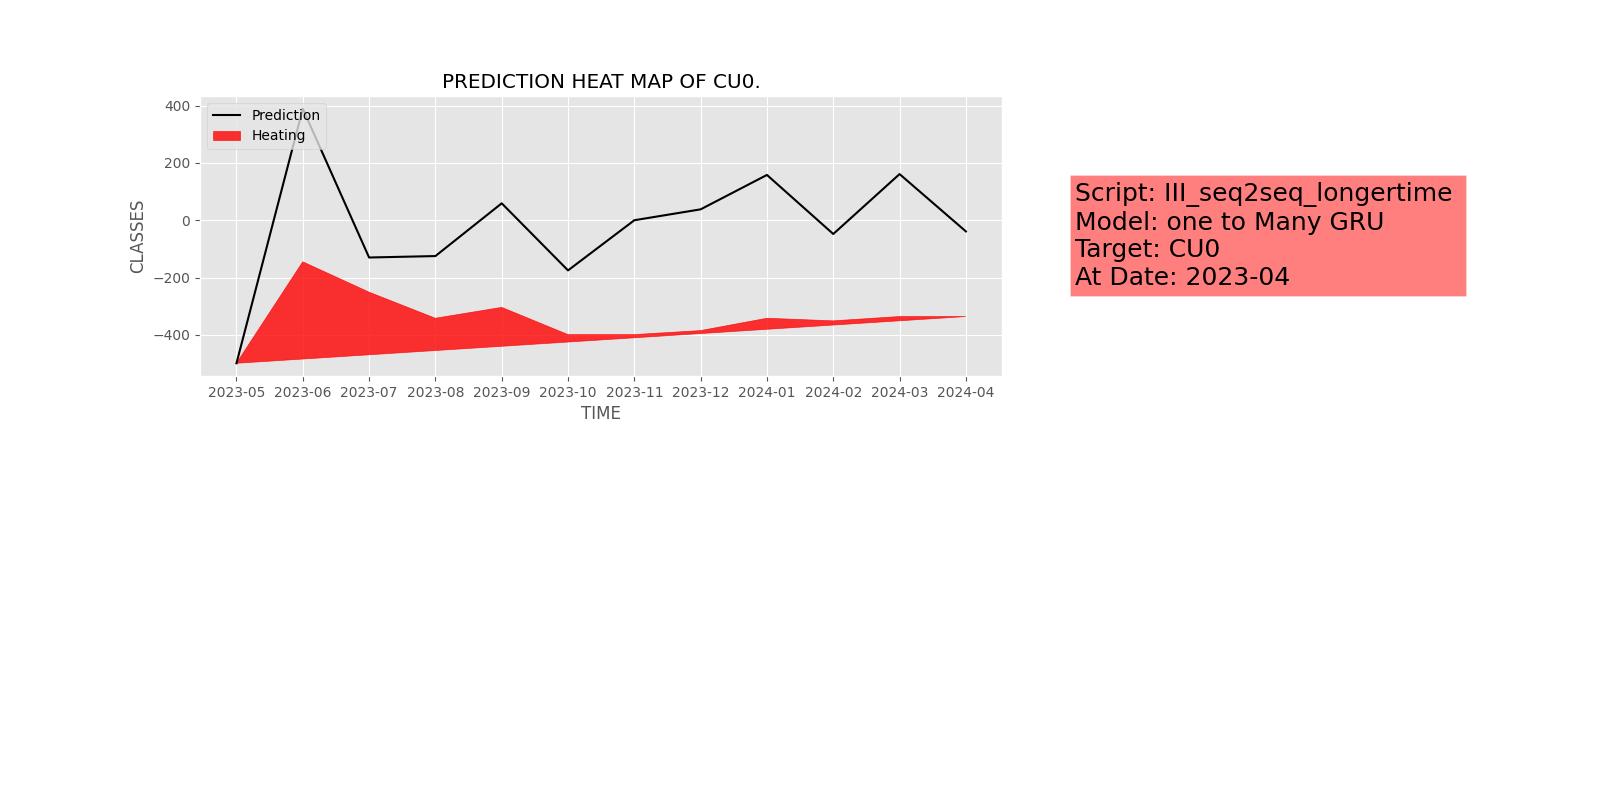 PREDICTION HEAT MAP OF CU0.
Prediction
Heating
CLASSES
400
200
0
−200
−400
2023-05 2023-06 2023-07 2023-08 2023-09 2023-10 2023-11 2023-12 2024-01 2024-02 2024-03 2024-04
TIME
Script: III_seq2seq_longertime
Model: one to Many GRU
Target: CU0
At Date: 2023-04